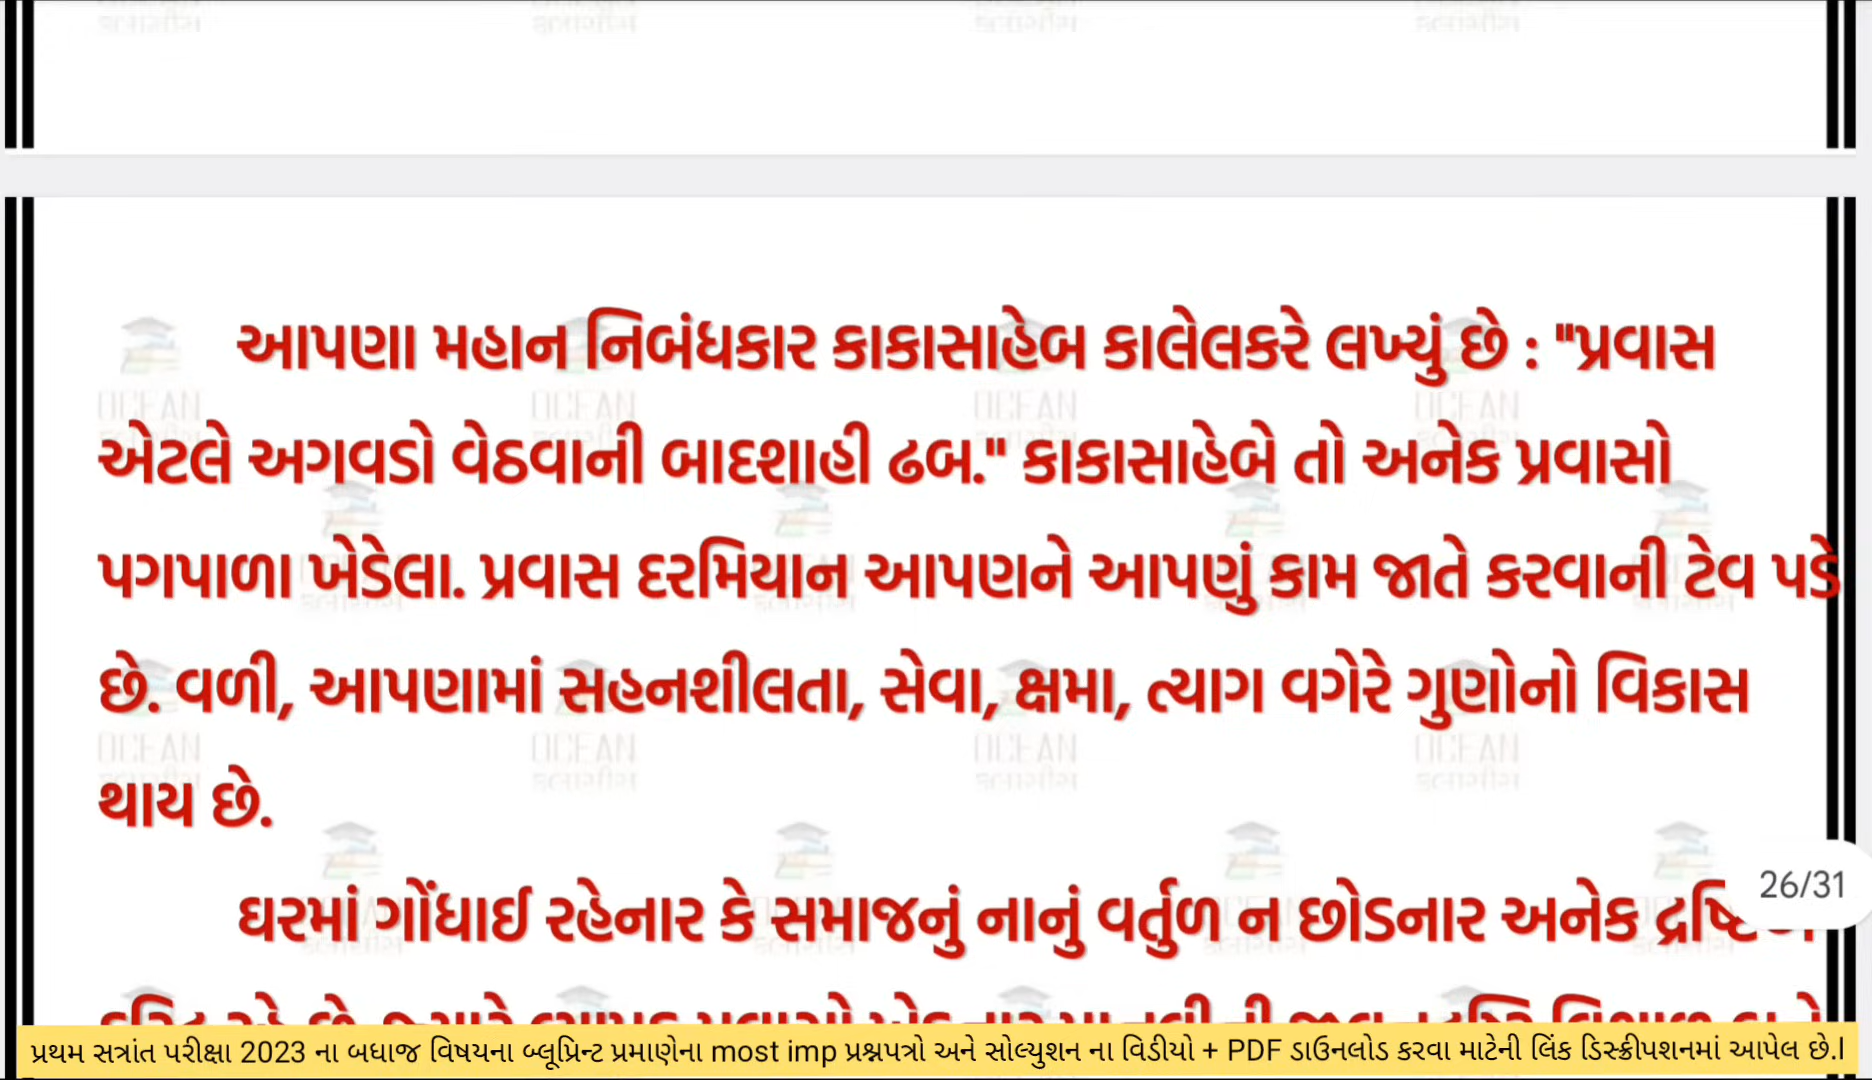 આપણા મહાન નિબંધકાર કાકાસાહેબ કાલેલકરે લખ્યું છે : "પ્રવાસ
એટલે અગવડો વેઠવાની બાદશાહી ઢબ." કાકાસાહેબે તો અનેક પ્રવાસો
પગપાળા ખેડેલા. પ્રવાસ દરમિયાન આપણને આપણું કામ જાતે કરવાની ટેવ પડે
છે. વળી, આપણામાં સહનશીલતા, સેવા, ક્ષમા, ત્યાગ વગેરે ગુણોનો વિકાસ
થાય છે.
ઘરમાં ગોંધાઈ રહેનાર કે સમાજનું નાનું વર્તુળ ન છોડનાર અનેક
26/31
પ્રથમ સત્રાંત પરીક્ષા 2023 ના બધાજ વિષયના બ્લૂપ્રિન્ટ પ્રમાણેના most imp પ્રશ્નપત્રો અને સોલ્યુશન ના વિડીયો + PDF ડાઉનલોડ કરવા માટેની લિંક ડિસ્ક્રીપશનમાં આપેલ છે.l